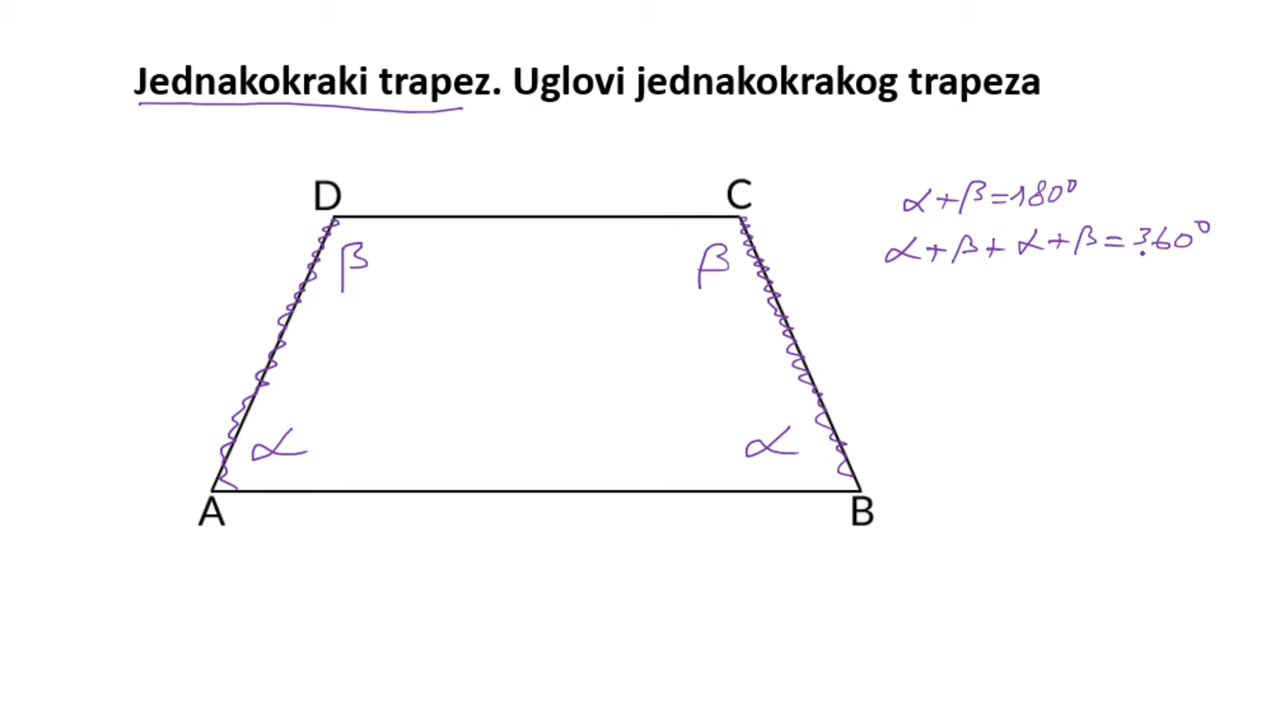 Jednakokraki trapez. Uglovi jednakokrakog trapeza
D C
α+β=180°
β β
α+β+α+β=360°
α α
A B